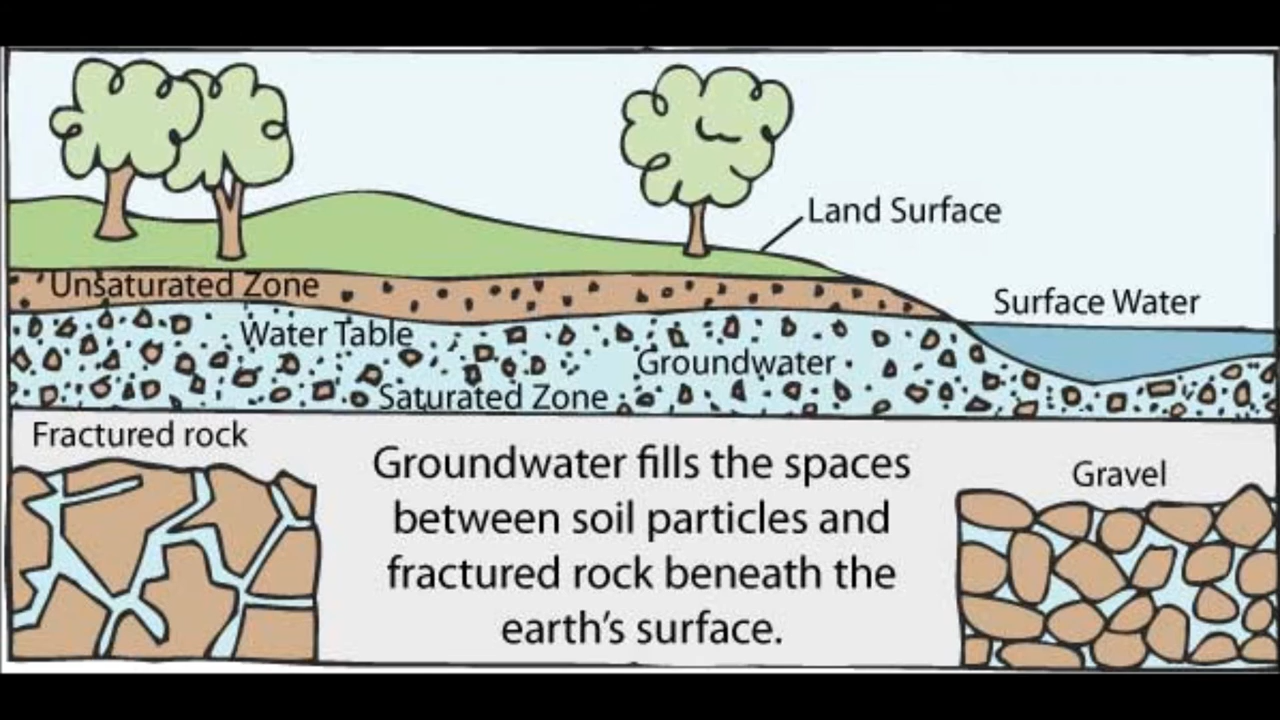 Land Surface
Unsaturated Zone
Surface Water
Water Table
Groundwater
Saturated Zone
Fractured rock
Groundwater fills the spaces
between soil particles and
fractured rock beneath the
earth's surface.
Gravel